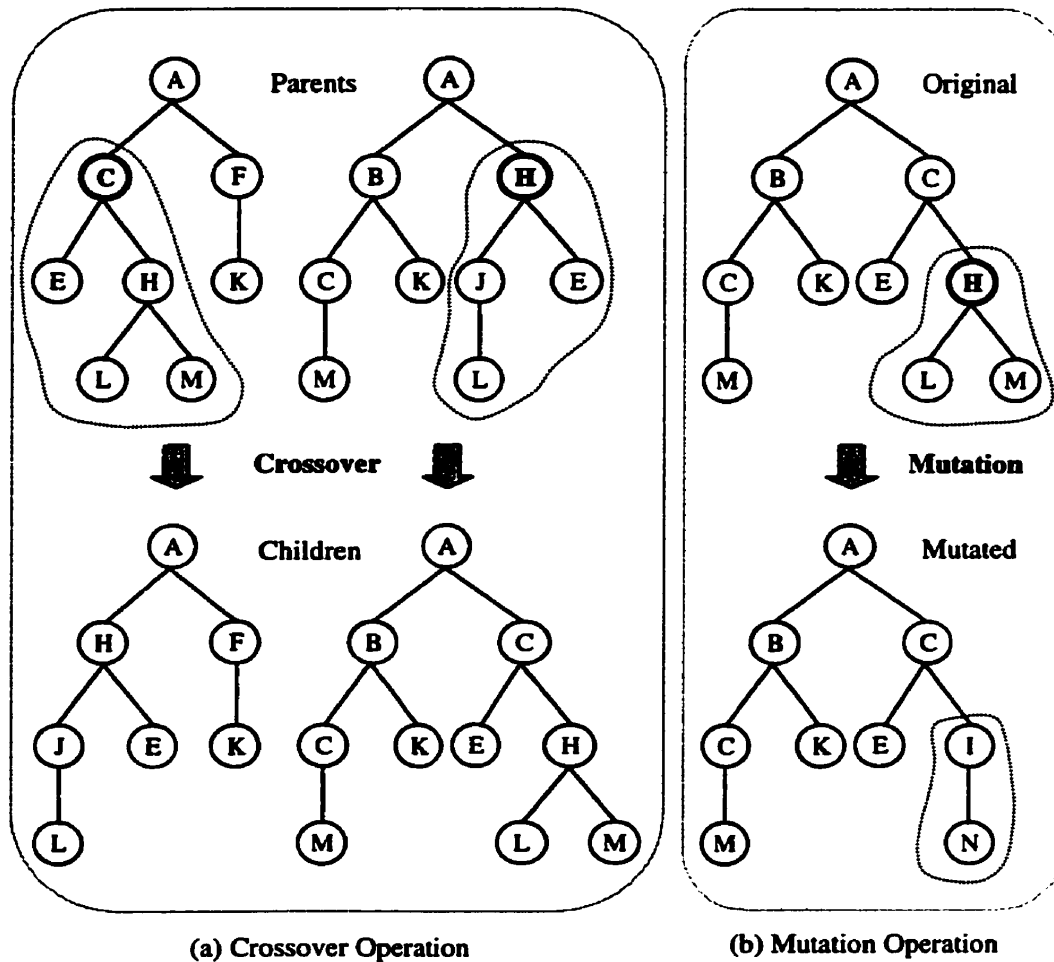 A Parents A
C F B H
E H K C K J E
L M M L
Crossover
Children
A A
H F B C
J E K C K E H
L M L M
(a) Crossover Operation
A Original
B C
C K E H
M L M
Mutation
A Mutated
B C
C K E I
M N
(b) Mutation Operation